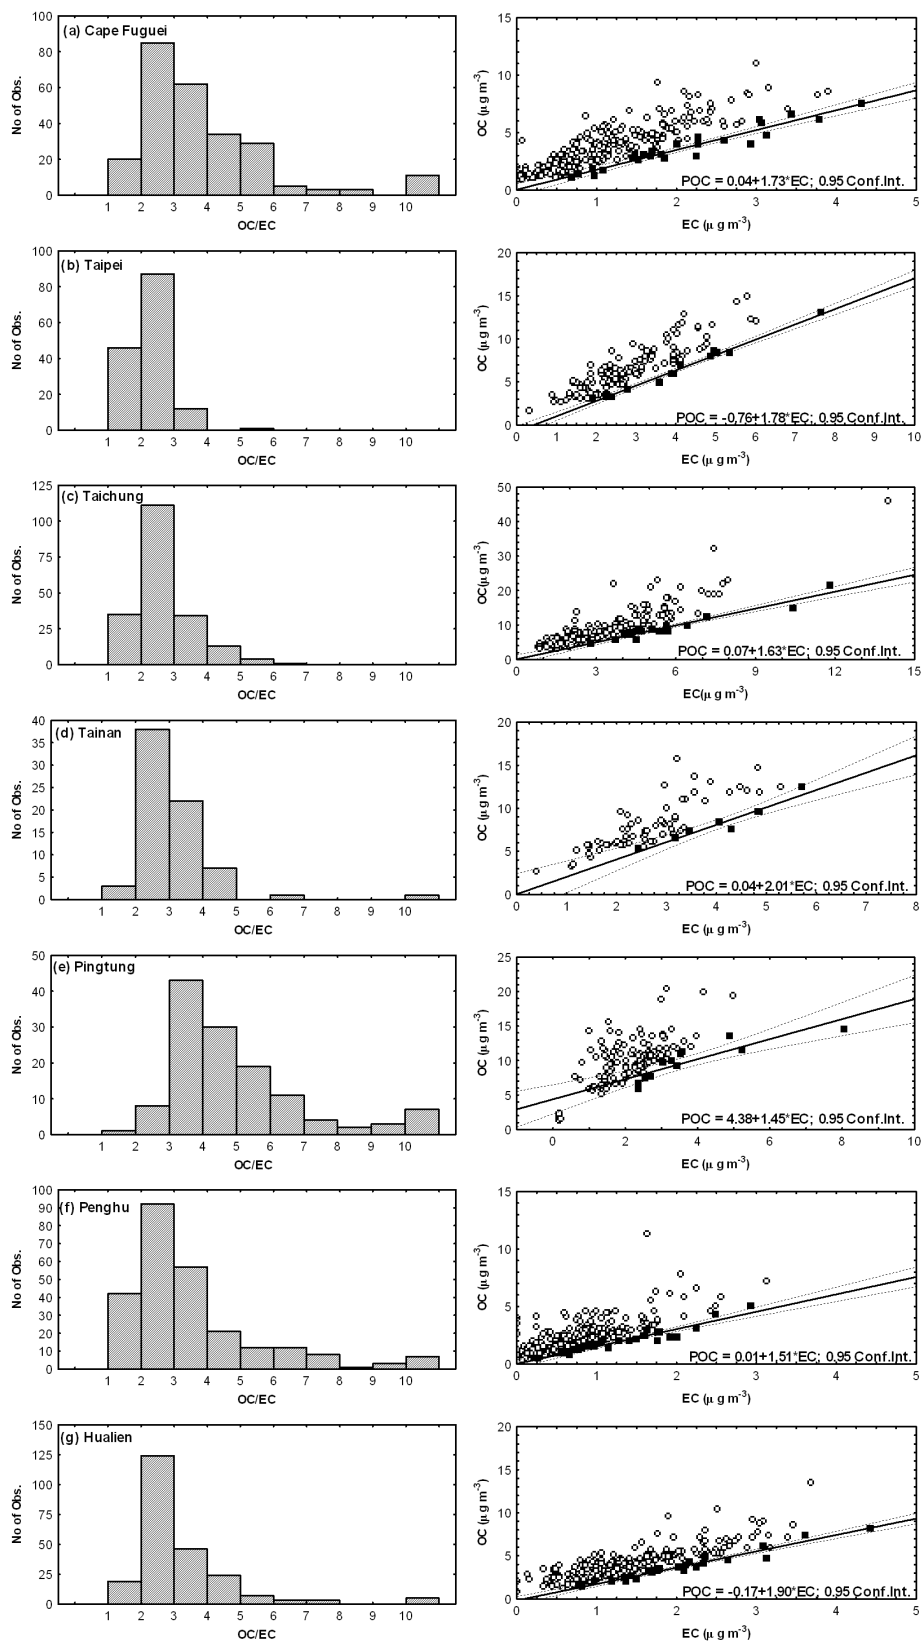 (a) Cape Fuguei
No of Obs.
100
80
60
40
20
0
1 2 3 4 5 6 7 8 9 10
OC/EC
OC (μ g m⁻³)
15
10
5
0
POC = 0.04+1.73*EC; 0.95 Conf.Int.
0 1 2 3 4 5
EC (μ g m⁻³)
(b) Taipei
No of Obs.
100
80
60
40
20
0
1 2 3 4 5 6 7 8 9 10
OC/EC
OC (μ g m⁻³)
20
15
10
5
0
POC = -0.76+1.78*EC; 0.95 Conf.Int.
0 1 2 3 4 5 6 7 8 9 10
EC (μ g m⁻³)
(c) Taichung
No of Obs.
125
100
75
50
25
0
1 2 3 4 5 6 7 8 9 10
OC/EC
OC(μ g m⁻³)
50
40
30
20
10
0
POC = 0.07+1.63*EC; 0.95 Conf.Int.
0 3 6 9 12 15
EC(μ g m⁻³)
(d) Tainan
No of Obs.
40
35
30
25
20
15
10
5
0
1 2 3 4 5 6 7 8 9 10
OC/EC
OC (μ g m⁻³)
20
15
10
5
0
POC = 0.04+2.01*EC; 0.95 Conf.Int.
0 1 2 3 4 5 6 7 8
EC (μ g m⁻³)
(e) Pingtung
No of Obs.
50
40
30
20
10
0
1 2 3 4 5 6 7 8 9 10
OC/EC
OC (μ g m⁻³)
25
20
15
10
5
0
POC = 4.38+1.45*EC; 0.95 Conf.Int.
0 2 4 6 8 10
EC (μ g m⁻³)
(f) Penghu
No of Obs.
100
90
80
70
60
50
40
30
20
10
0
1 2 3 4 5 6 7 8 9 10
OC/EC
OC (μ g m⁻³)
15
10
5
0
POC = 0.01+1.51*EC; 0.95 Conf.Int.
0 1 2 3 4 5
EC (μ g m⁻³)
(g) Hualien
No of Obs.
150
125
100
75
50
25
0
1 2 3 4 5 6 7 8 9 10
OC/EC
OC (μ g m⁻³)
20
15
10
5
0
POC = -0.17+1.90*EC; 0.95 Conf.Int.
0 1 2 3 4 5
EC (μ g m⁻³)